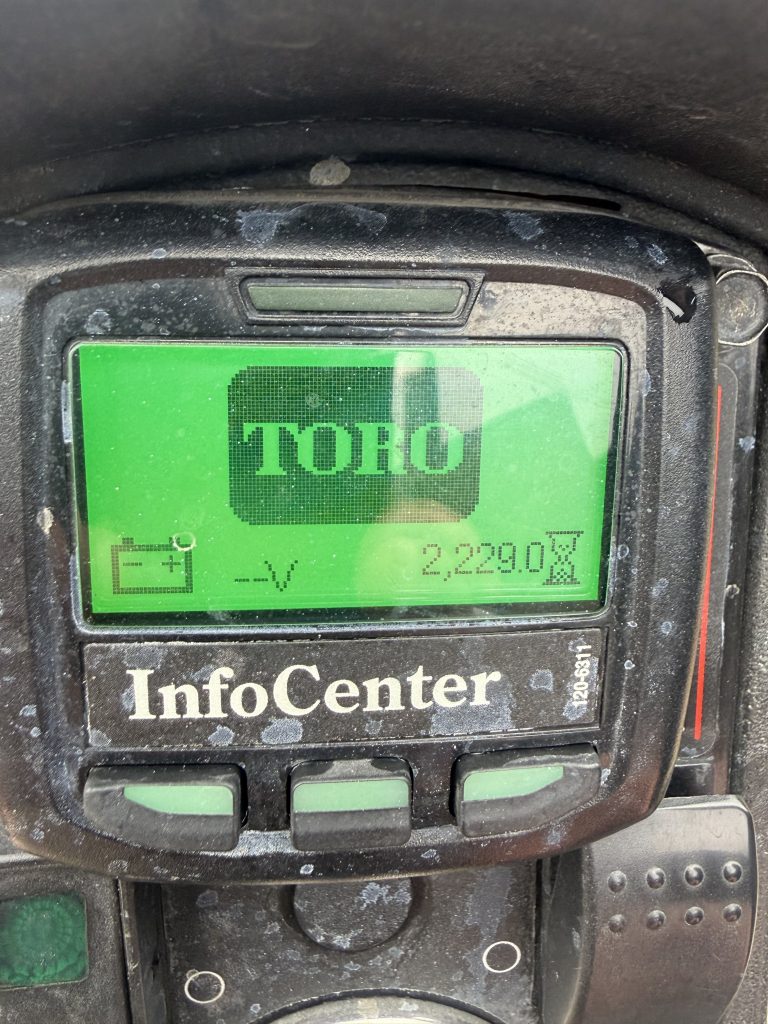 TORO
- +
--V
2,229.0
InfoCenter
120-6311